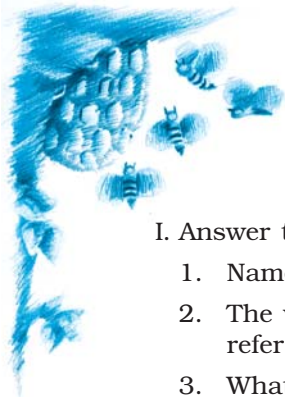 I. Answer t
1. Nam
2. The
refer
3. What